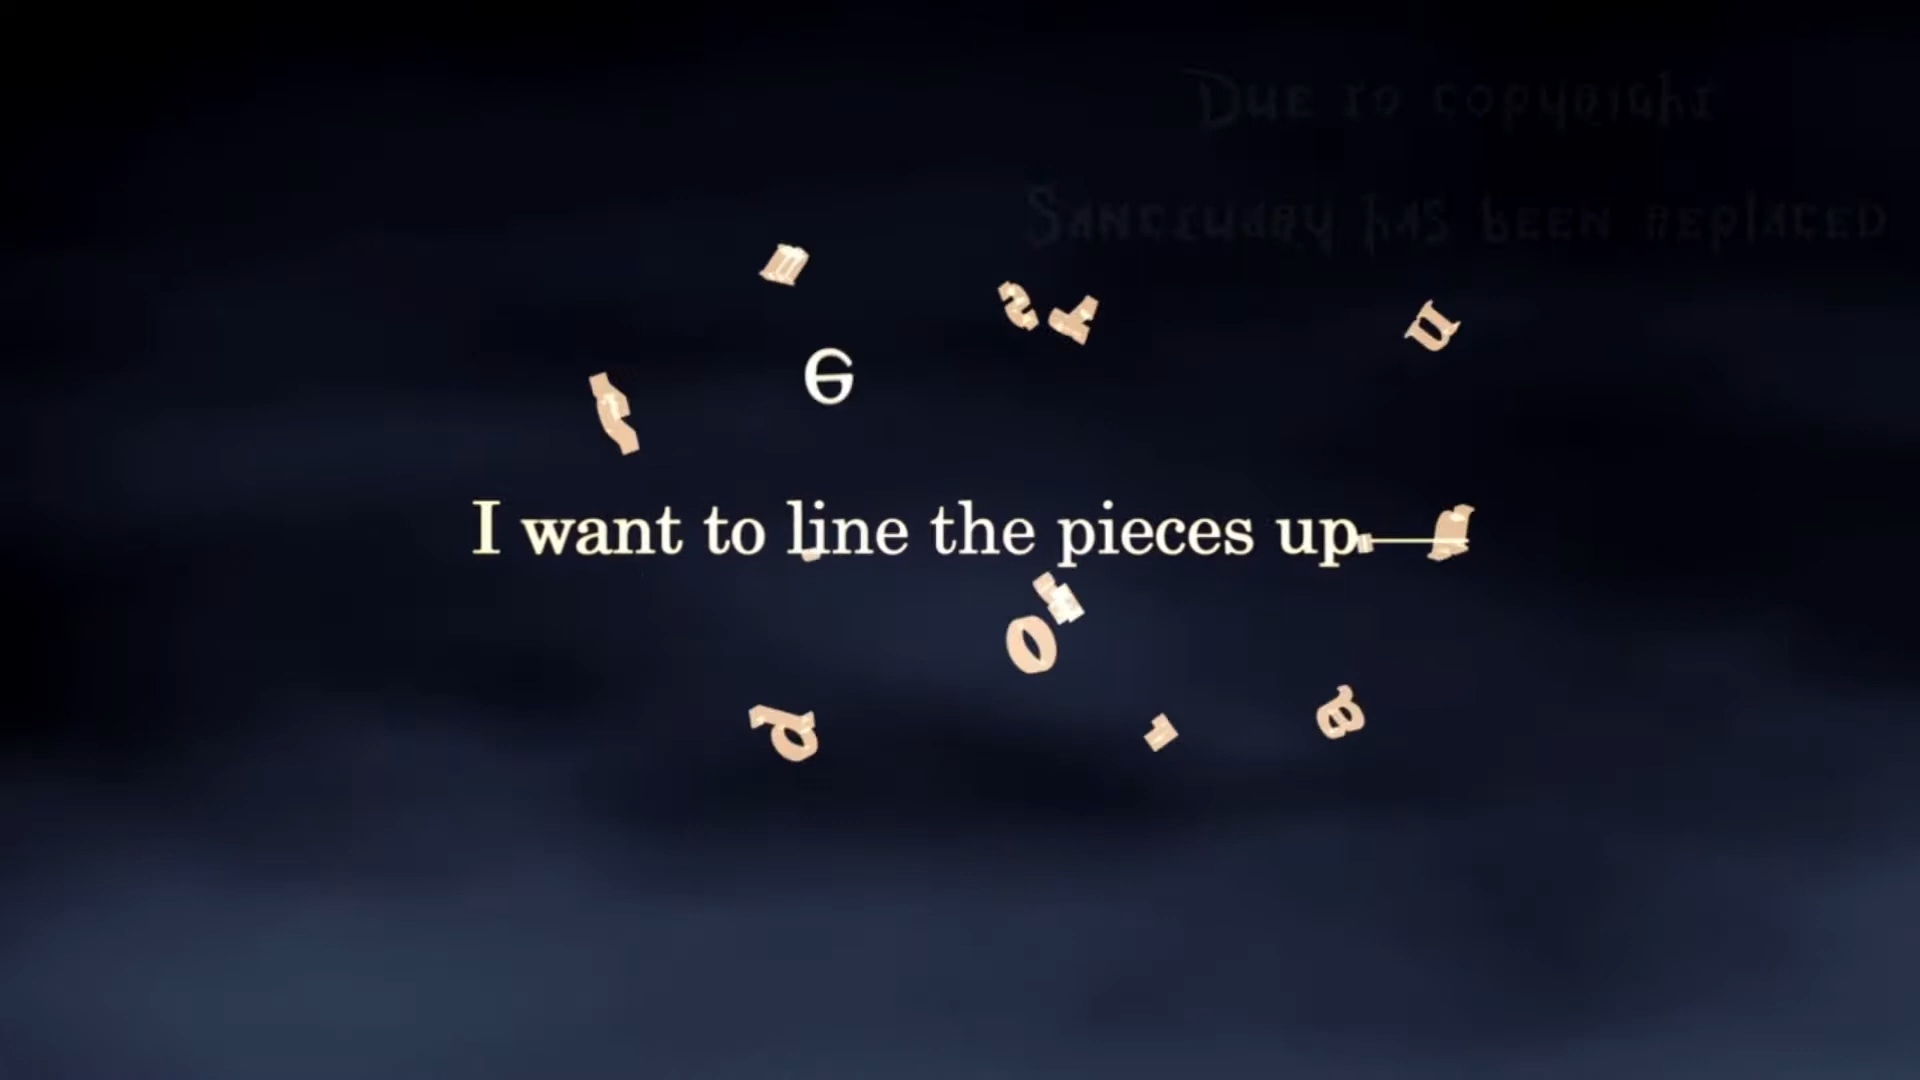 Due to copyright
Sanctuary has been replaced
I want to line the pieces up